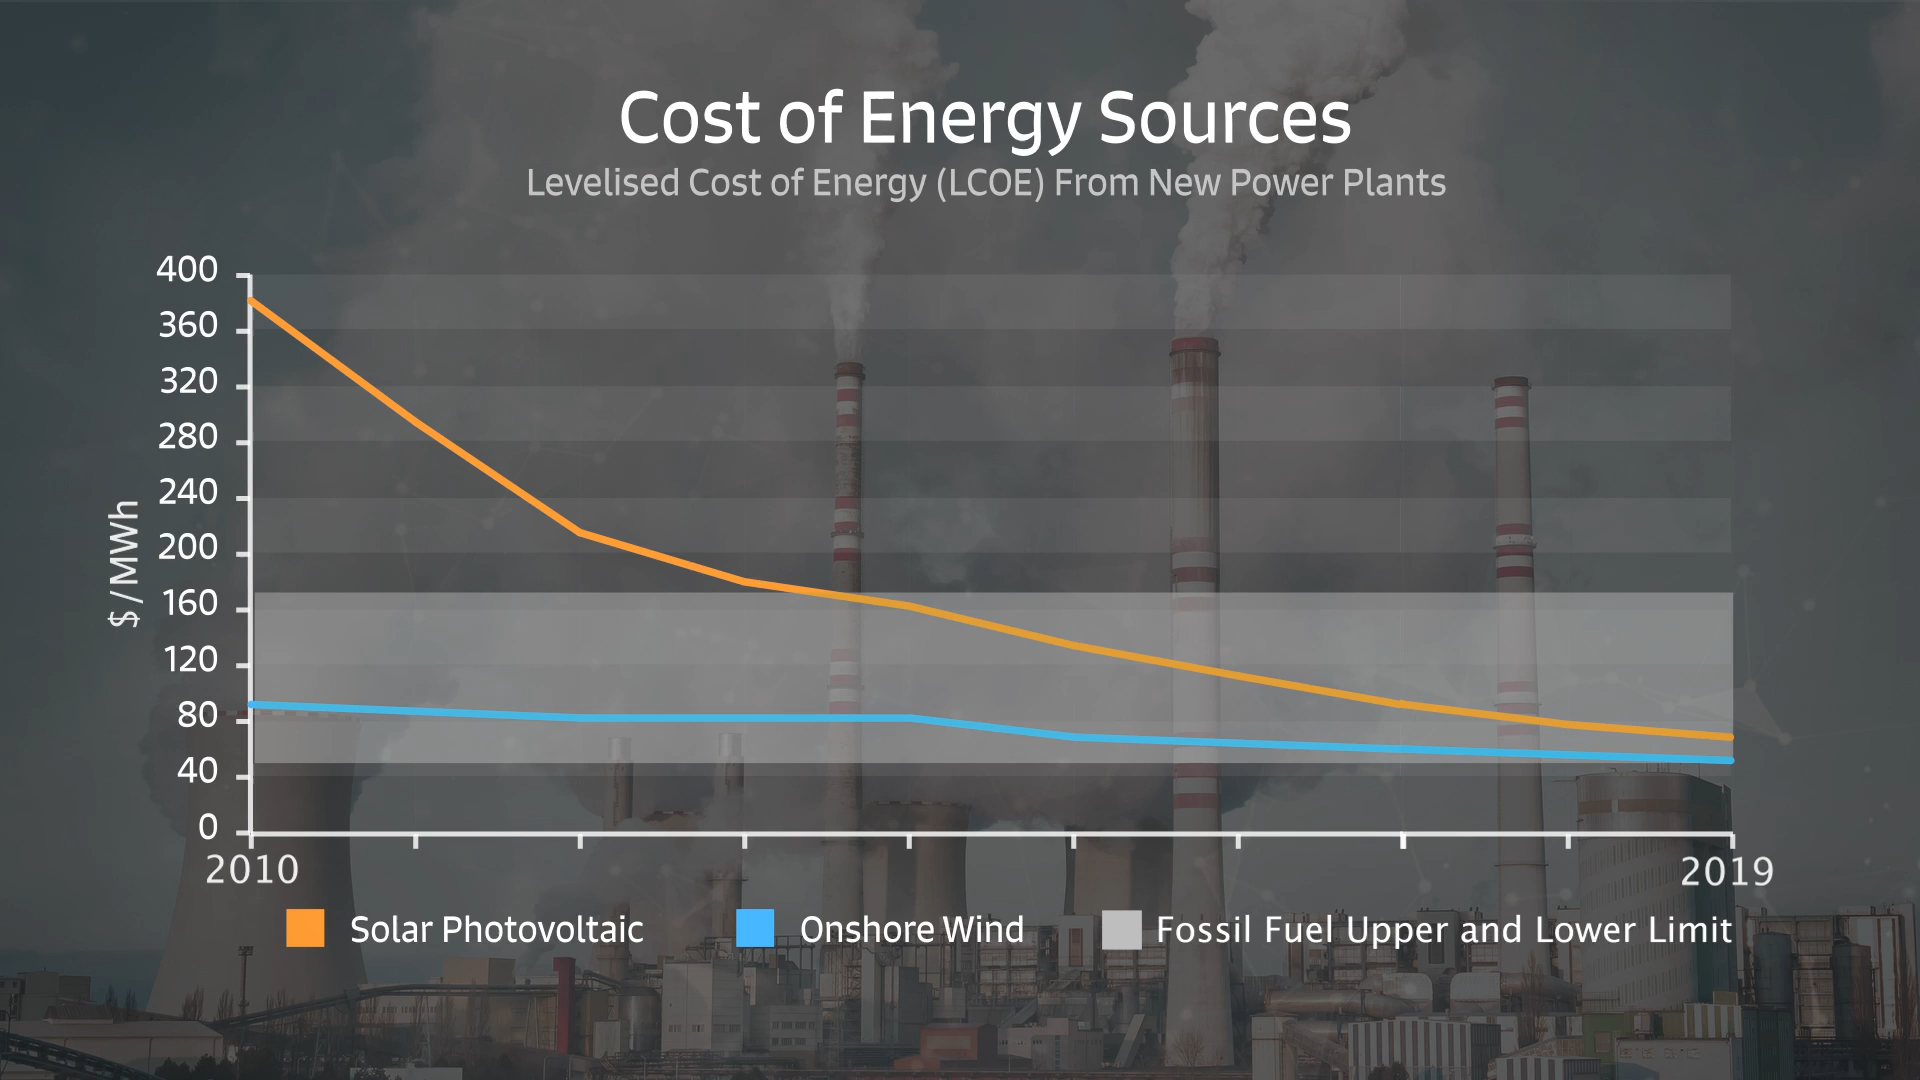 Cost of Energy Sources
Levelised Cost of Energy (LCOE) From New Power Plants
400
360
320
280
240
200
160
120
80
40
0
$/MWh
2010
2019
Solar Photovoltaic
Onshore Wind
Fossil Fuel Upper and Lower Limit